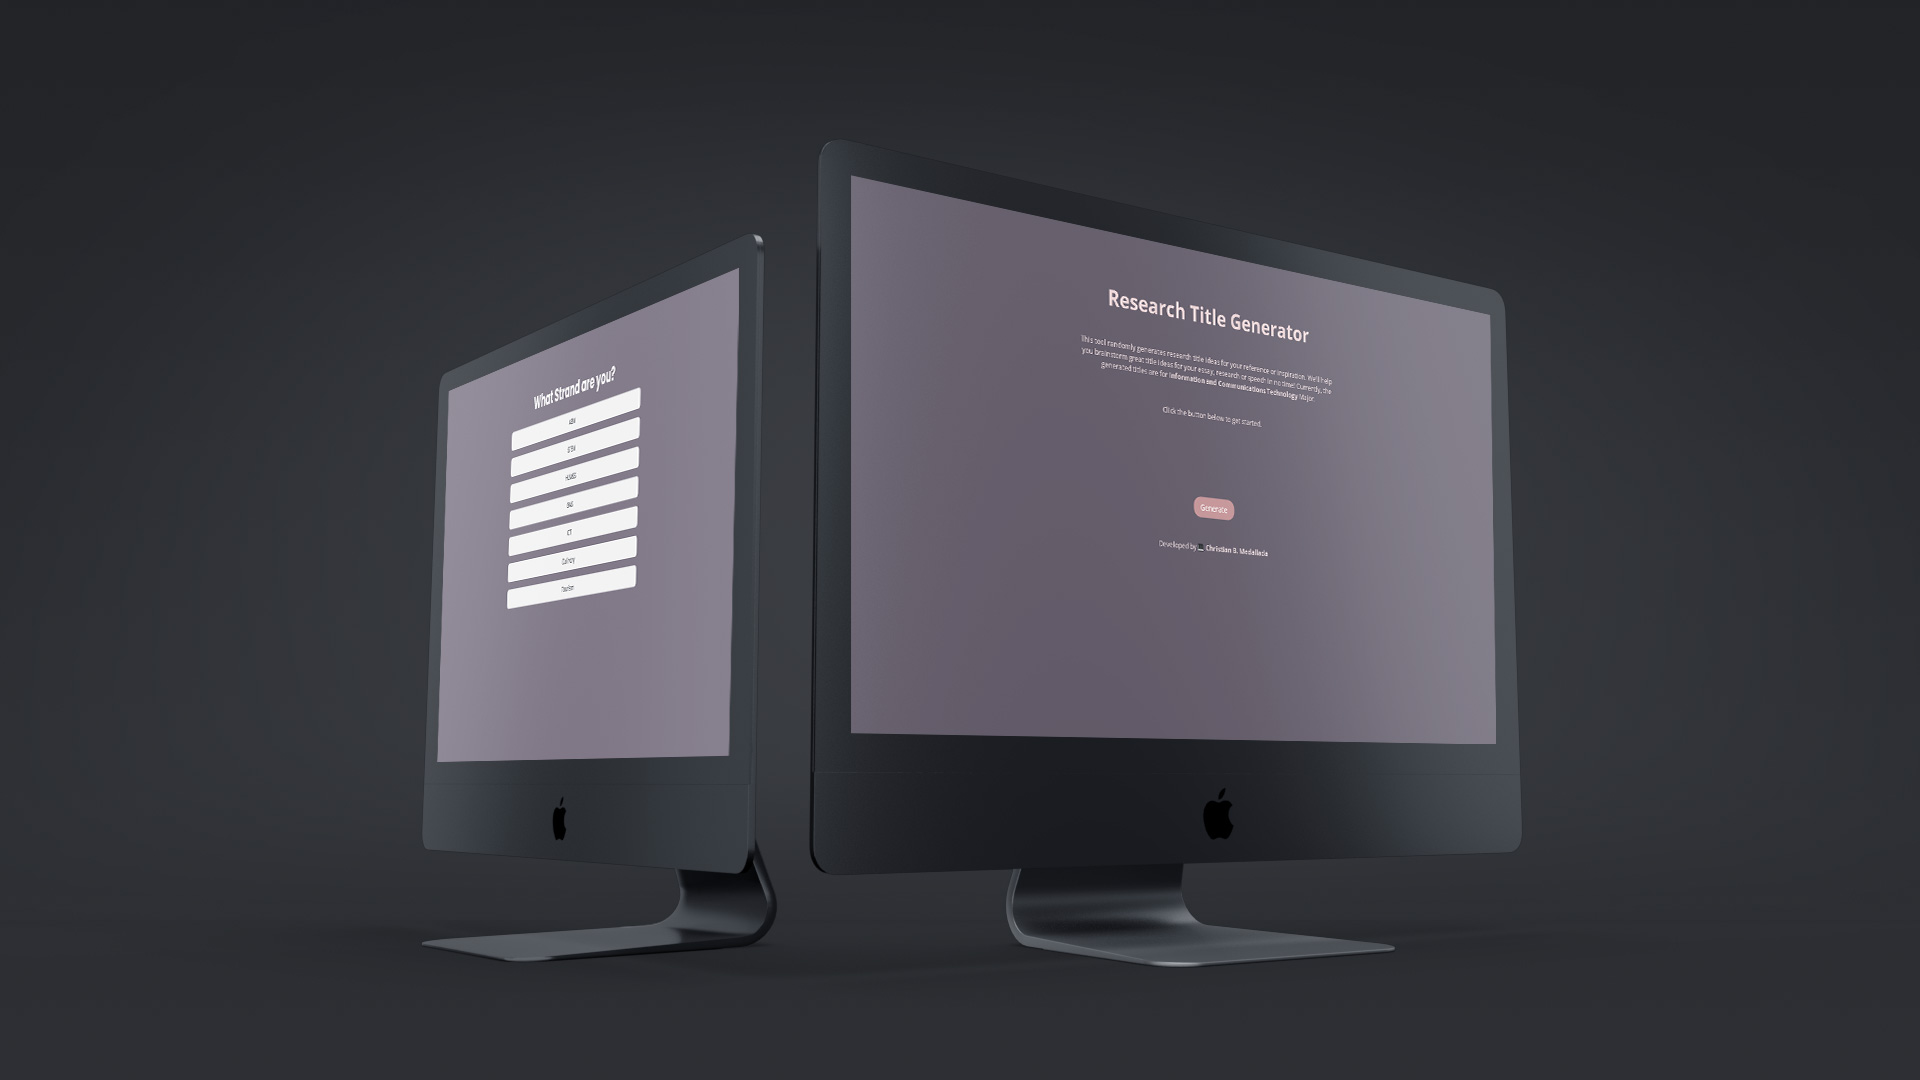 What Strand are you?
ABM
STEM
HUMSS
SMS
ICT
Culinary
Tourism
Research Title Generator
This tool randomly generates research title ideas for your reference or inspiration. We'll help
you brainstorm great title ideas for your essay, research or speech in no time! Currently, the
generated titles are for Information and Communications Technology Major.
Click the button below to get started.
Generate
Developed by Christian B. Medallada